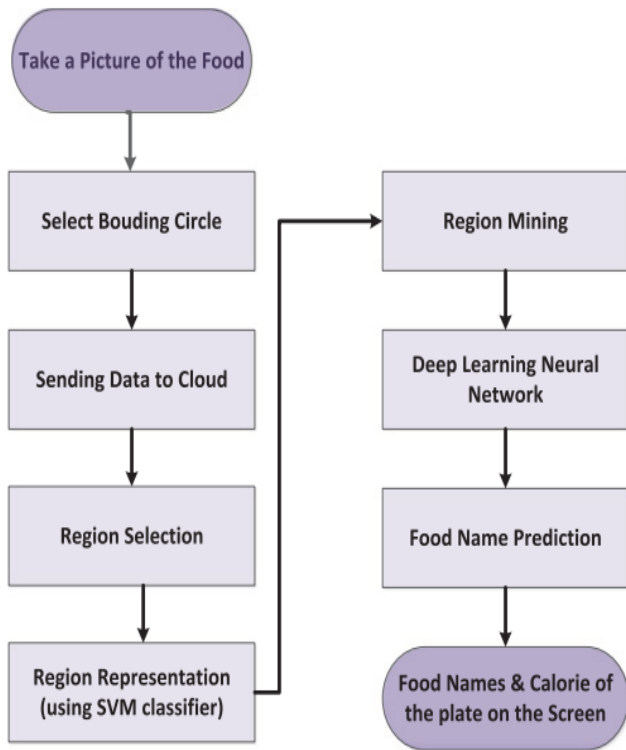 Take a Picture of the Food
Select Bouding Circle
Sending Data to Cloud
Region Selection
Region Representation
(using SVM classifier)
Region Mining
Deep Learning Neural
Network
Food Name Prediction
Food Names & Calorie of
the plate on the Screen